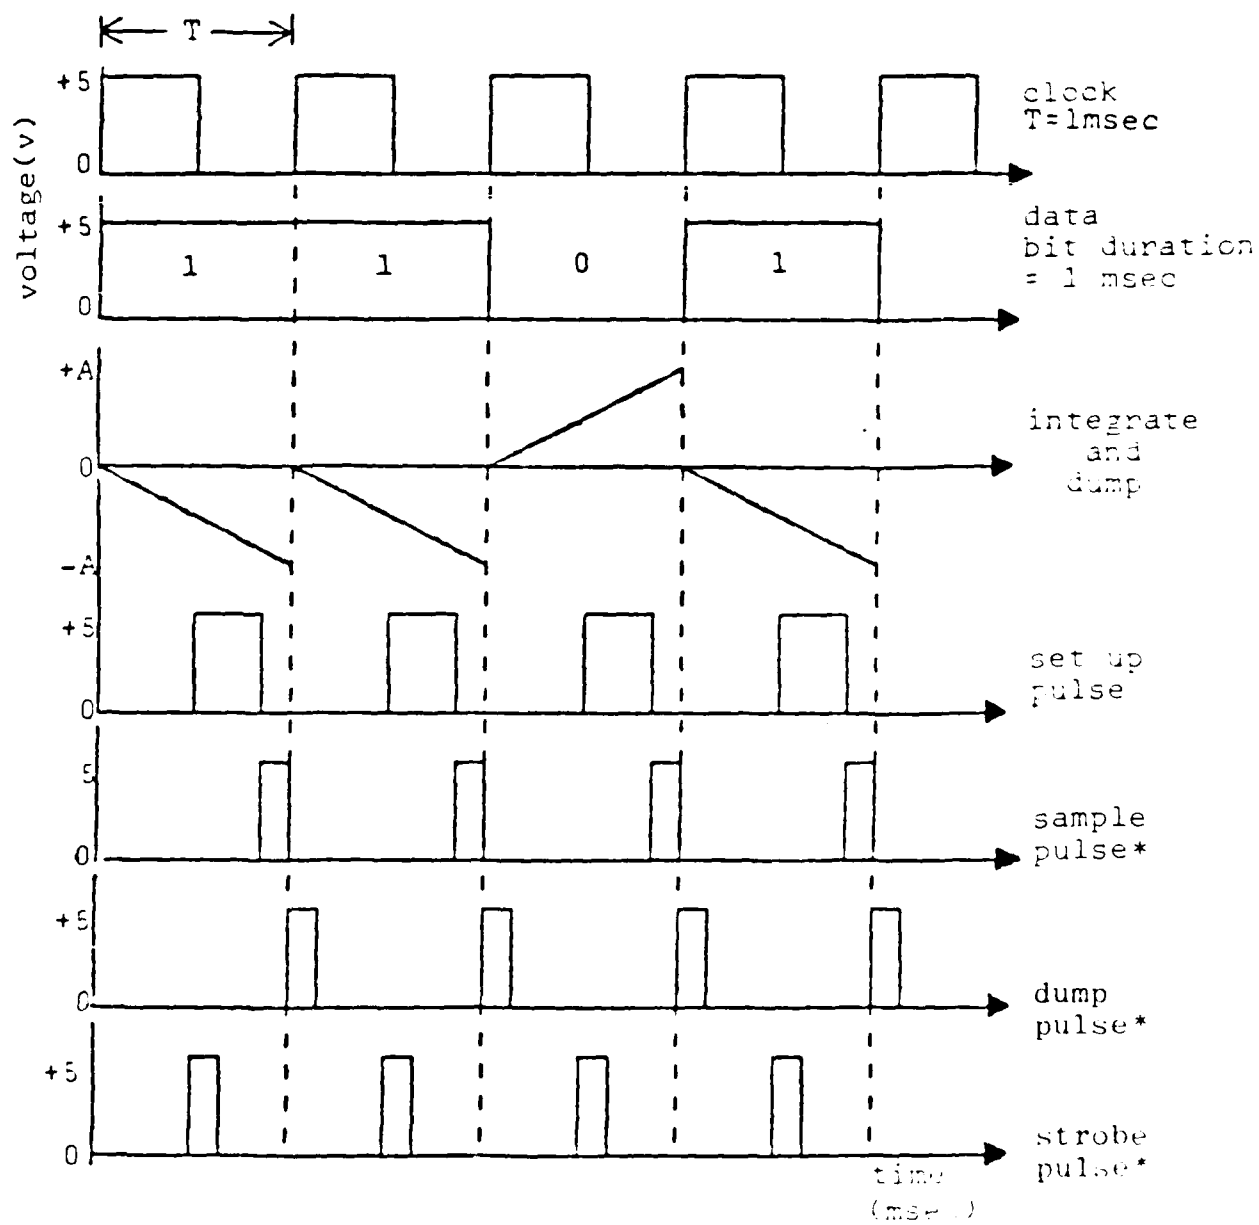 T
voltage(v)
+5
0
clock
T=1msec
+5
0
1
1
0
1
data
bit duration
= 1 msec
+A
0
-A
integrate
and
dump
+5
0
set up
pulse
5
0
sample
pulse*
+5
0
dump
pulse*
+5
0
strobe
pulse*
time